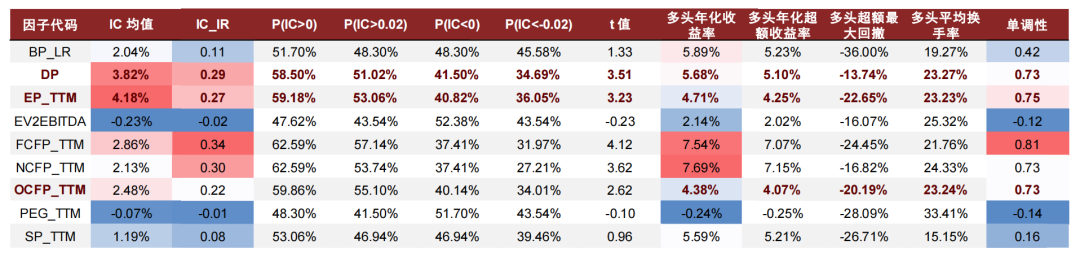 因子代码 IC 均值 IC_IR P(IC>0) P(IC>0.02) P(IC<0) P(IC<-0.02) t 值 多头年化收益率 多头年化超额收益率 多头超额最大回撤 多头平均换手率 单调性
BP_LR 2.04% 0.11 51.70% 48.30% 48.30% 45.58% 1.33 5.89% 5.23% -36.00% 19.27% 0.42
DP 3.82% 0.29 58.50% 51.02% 41.50% 34.69% 3.51 5.68% 5.10% -13.74% 23.27% 0.73
EP_TTM 4.18% 0.27 59.18% 53.06% 40.82% 36.05% 3.23 4.71% 4.25% -22.65% 23.23% 0.75
EV2EBITDA -0.23% -0.02 47.62% 43.54% 52.38% 43.54% -0.23 2.14% 2.02% -16.07% 25.32% -0.12
FCFP_TTM 2.86% 0.34 62.59% 57.14% 37.41% 31.97% 4.12 7.54% 7.07% -24.45% 21.76% 0.81
NCFP_TTM 2.13% 0.30 62.59% 53.74% 37.41% 27.21% 3.62 7.69% 7.15% -16.82% 24.33% 0.73
OCFP_TTM 2.48% 0.22 59.86% 55.10% 40.14% 34.01% 2.62 4.38% 4.07% -20.19% 23.24% 0.73
PEG_TTM -0.07% -0.01 48.30% 41.50% 51.70% 43.54% -0.10 -0.24% -0.25% -28.09% 33.41% -0.14
SP_TTM 1.19% 0.08 53.06% 46.94% 46.94% 39.46% 0.96 5.59% 5.21% -26.71% 15.15% 0.16